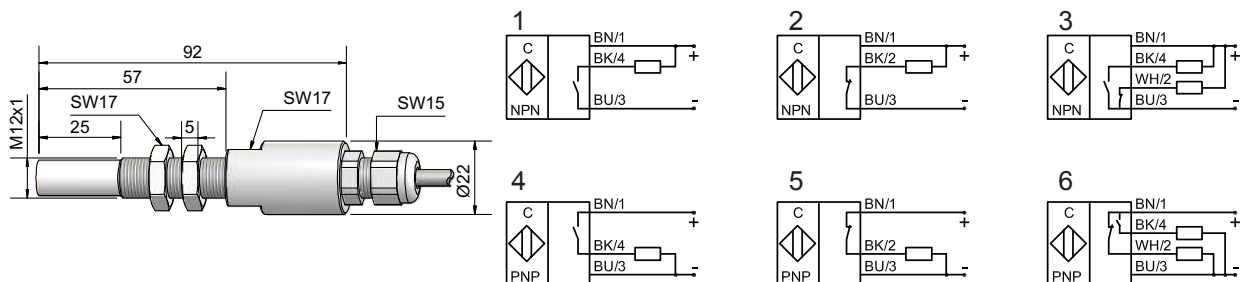 92
57
SW17
SW17
SW15
25
5
M12x1
Ø22
1
C
NPN
BN/1
BK/4
BU/3
+
-
2
C
NPN
BN/1
BK/2
BU/3
+
-
3
C
NPN
BN/1
BK/4
WH/2
BU/3
+
-
4
C
PNP
BN/1
BK/4
BU/3
+
-
5
C
PNP
BN/1
BK/2
BU/3
+
-
6
C
PNP
BN/1
BK/4
WH/2
BU/3
+
-